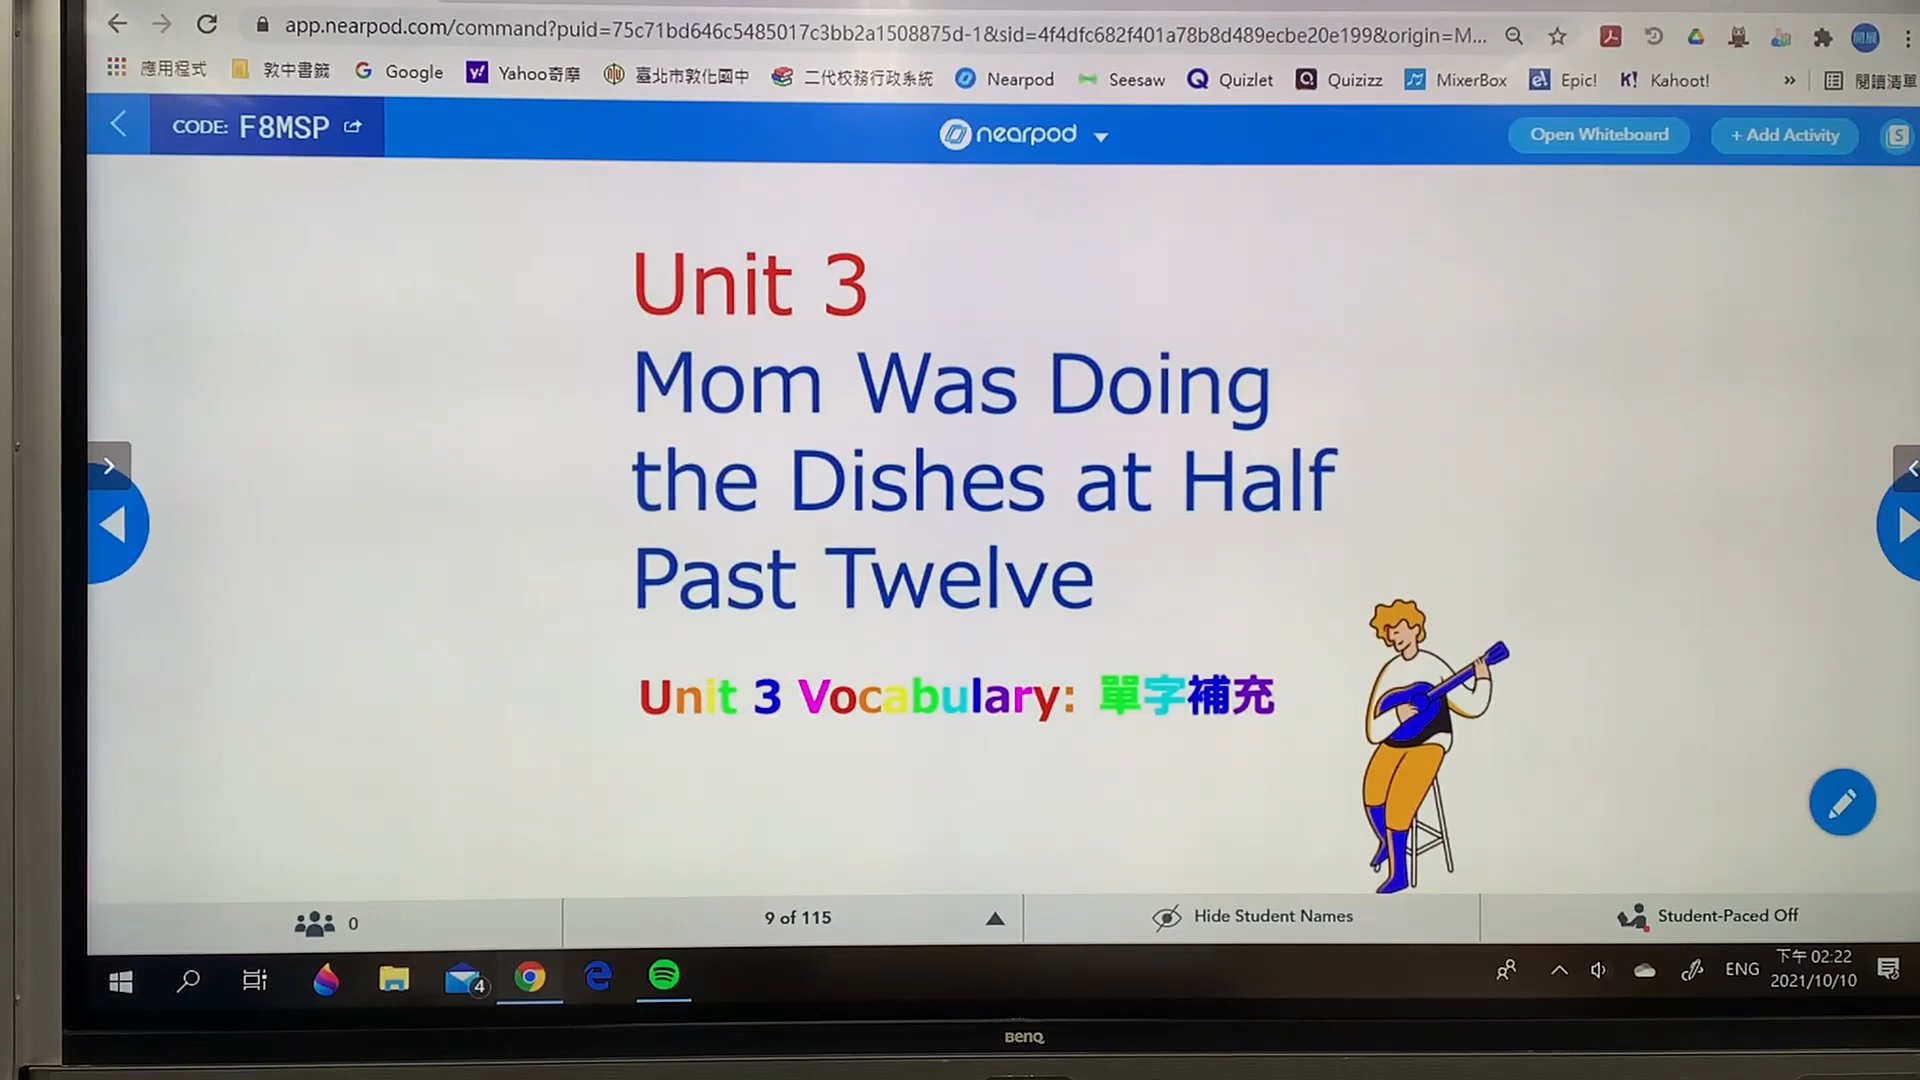 app.nearpod.com/command?puid=75c71bd646c5485017c3bb2a1508875d-1&sid=4f4dfc682f401a78b8d489ecbe20e199&origin=M...
應用程式 敦中書籤 Google Yahoo奇摩 臺北市敦化國中 二代校務行政系統 Nearpod Seesaw Quizlet Quizizz MixerBox Epic! Kahoot! » 閱讀清單
CODE: F8MSP nearpod Open Whiteboard + Add Activity S
Unit 3
Mom Was Doing
the Dishes at Half
Past Twelve
Unit 3 Vocabulary: 單字補充
0 9 of 115 Hide Student Names Student-Paced Off
4 ENG 下午 02:22
2021/10/10
BenQ